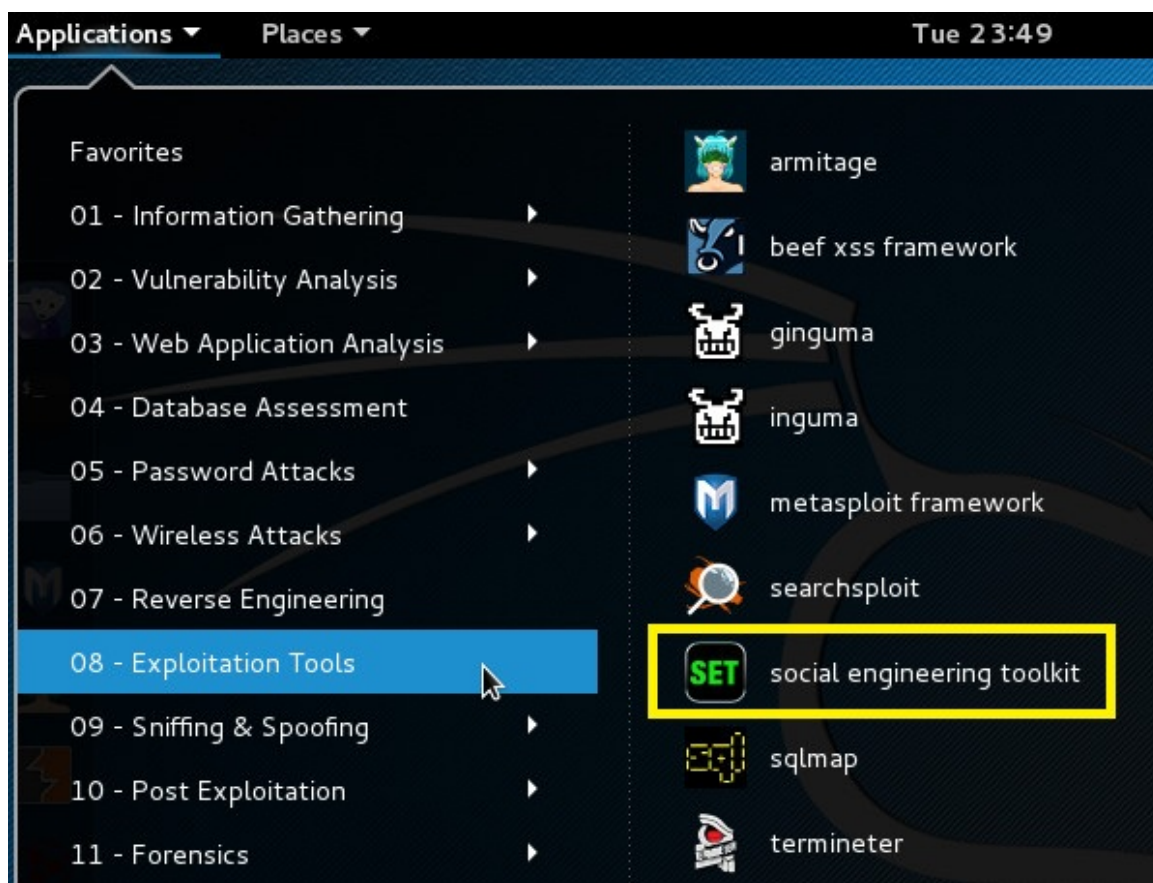 Applications Places Tue 23:49
Favorites
01 - Information Gathering
02 - Vulnerability Analysis
03 - Web Application Analysis
04 - Database Assessment
05 - Password Attacks
06 - Wireless Attacks
07 - Reverse Engineering
08 - Exploitation Tools
09 - Sniffing & Spoofing
10 - Post Exploitation
11 - Forensics
armitage
beef xss framework
ginguma
inguma
metasploit framework
searchsploit
SET social engineering toolkit
sqlmap
termineter